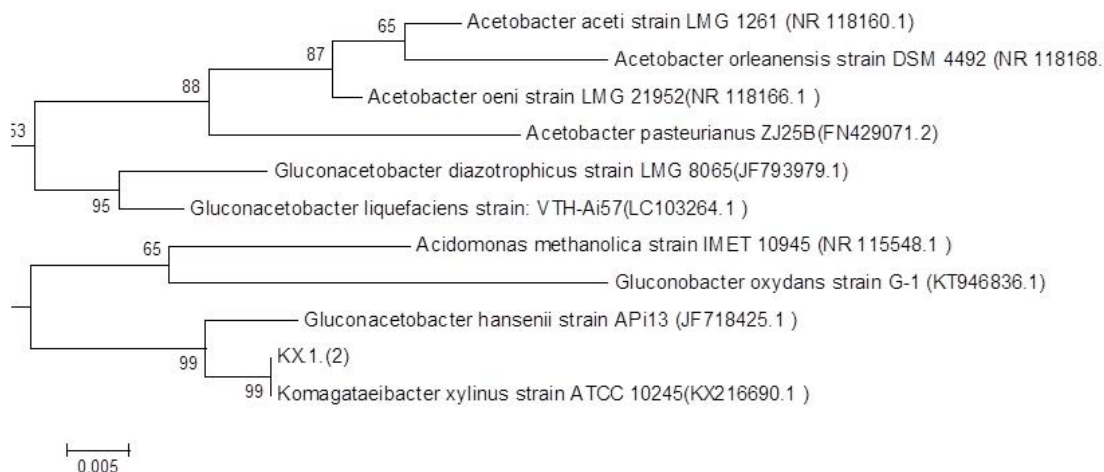 65
Acetobacter aceti strain LMG 1261 (NR 118160.1)
87
Acetobacter orleanensis strain DSM 4492 (NR 118168.
88
Acetobacter oeni strain LMG 21952(NR 118166.1 )
53
Acetobacter pasteurianus ZJ25B(FN429071.2)
Gluconacetobacter diazotrophicus strain LMG 8065(JF793979.1)
95
Gluconacetobacter liquefaciens strain: VTH-Ai57(LC103264.1 )
65
Acidomonas methanolica strain IMET 10945 (NR 115548.1 )
Gluconobacter oxydans strain G-1 (KT946836.1)
Gluconacetobacter hansenii strain APi13 (JF718425.1 )
99
KX.1.(2)
99
Komagataeibacter xylinus strain ATCC 10245(KX216690.1 )
0.005